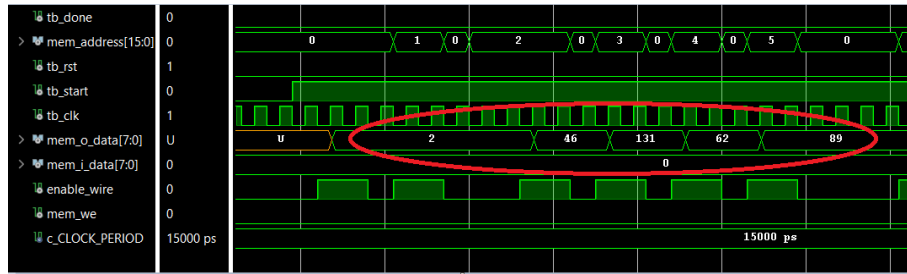 tb_done 0
mem_address[15:0] 0 0 1 0 2 0 3 0 4 0 5 0
tb_rst 1
tb_start 0
tb_clk 1
mem_o_data[7:0] U U 2 46 131 62 89
mem_i_data[7:0] 0 0
enable_wire 0
mem_we 0
c_CLOCK_PERIOD 15000 ps 15000 ps